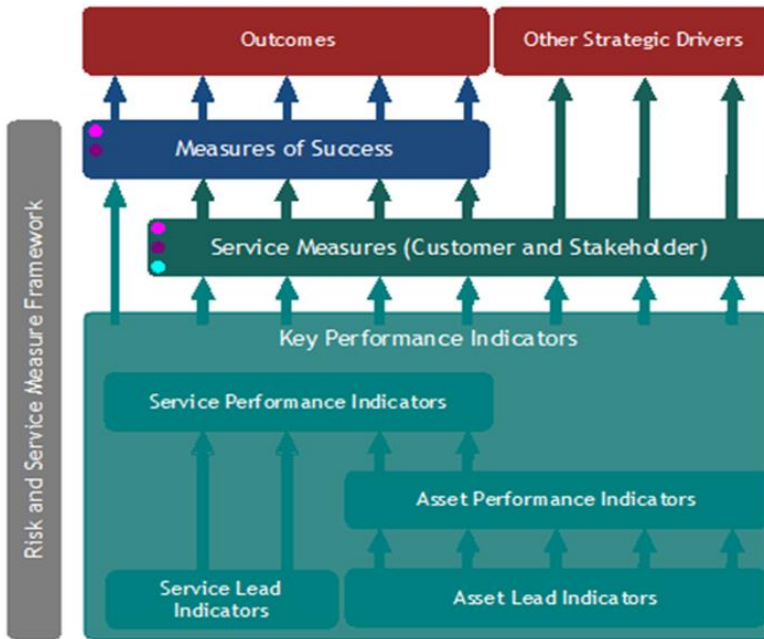 Outcomes
Other Strategic Drivers
Measures of Success
Service Measures (Customer and Stakeholder)
Risk and Service Measure Framework
Key Performance Indicators
Service Performance Indicators
Asset Performance Indicators
Service Lead
Indicators
Asset Lead Indicators